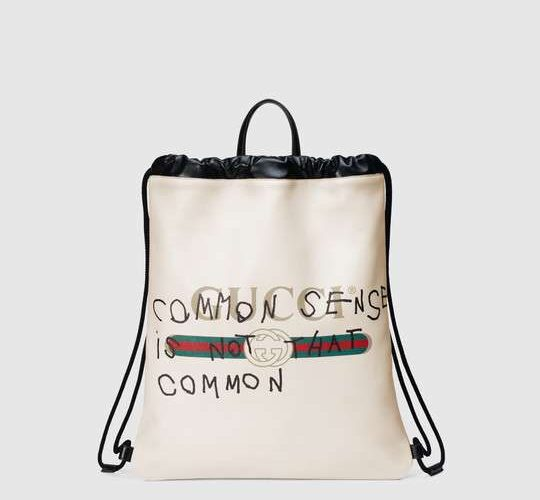 GUCCI®
COMMON SENSE
iS NOT THAT
COMMON